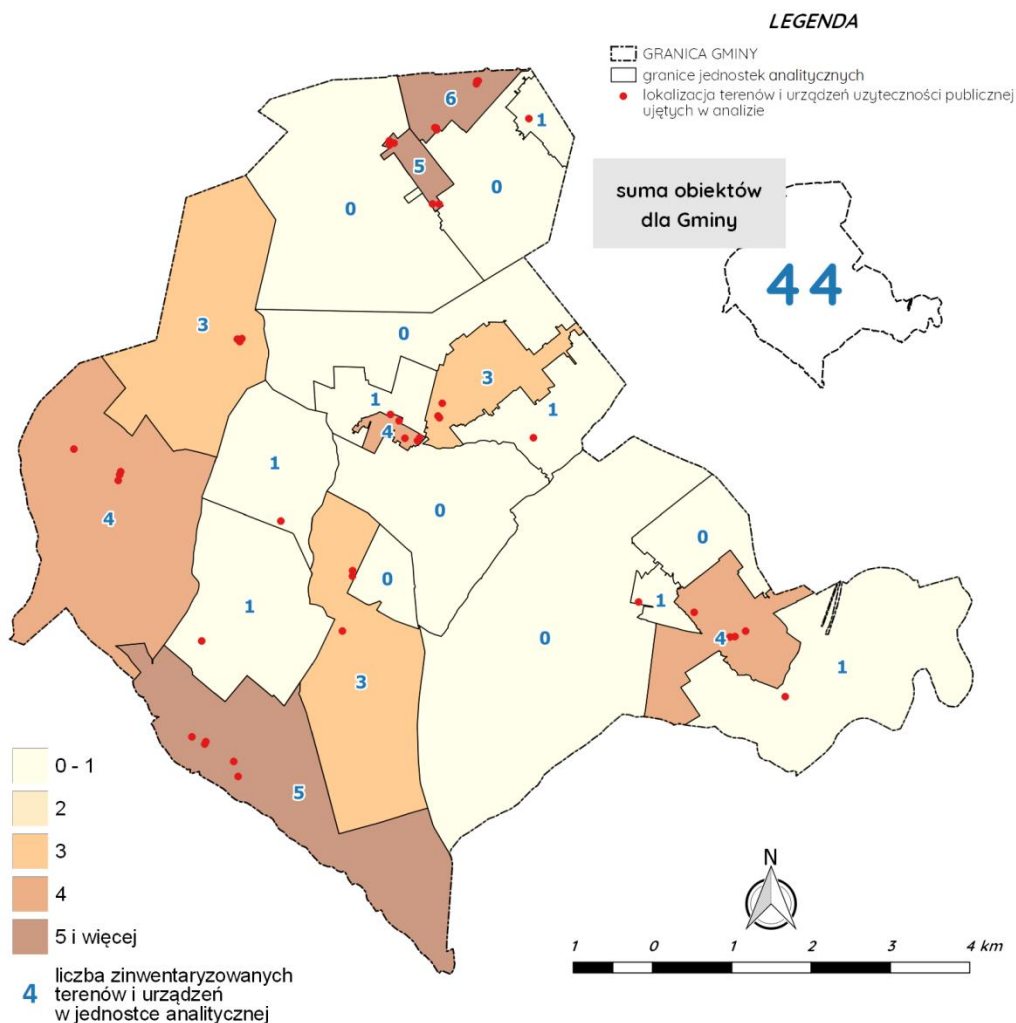 LEGENDA
GRANICA GMINY
granice jednostek analitycznych
lokalizacja terenów i urządzeń uzyteczności publicznej
ujętych w analizie
suma obiektów
dla Gminy
44
6
1
5
0
0
3
0
3
1
1
4
1
4
0
0
0
1
0
1
4
1
3
5
0 - 1
2
3
4
5 i więcej
4 liczba zinwentaryzowanych
terenów i urządzeń
w jednostce analitycznej
N
1 0 1 2 3 4 km